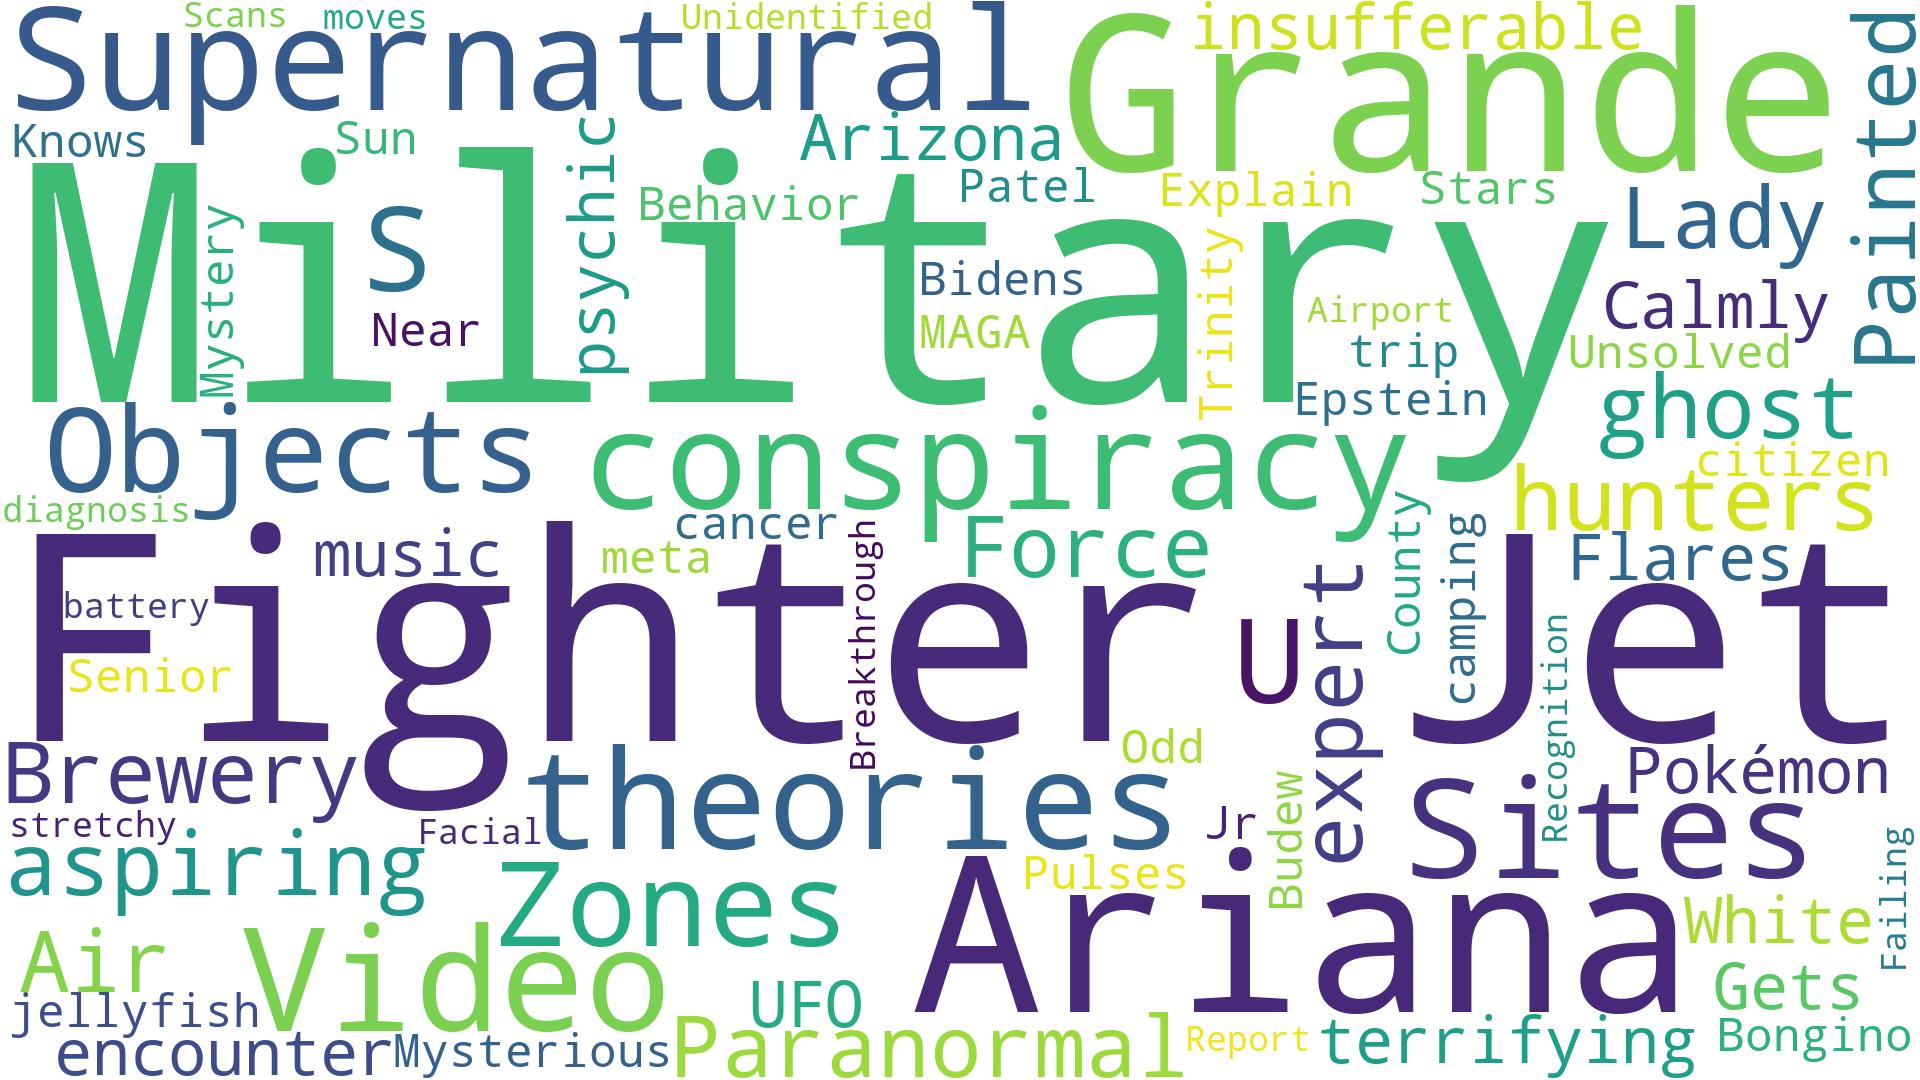 Scans
moves
Unidentified
Supernatural
insufferable
Grande
Painted
Knows
Sun
Arizona
psychic
Behavior
Patel
Explain
Stars
Lady
Military
S
Mystery
Near
Bidens
MAGA
Trinity
Airport
trip
Epstein
Calmly
Unsolved
Objects
conspiracy
ghost
citizen
hunters
diagnosis
music
cancer
meta
Breakthrough
Force
County
camping
Flares
Fighter
Jet
battery
Senior
U
expert
Recognition
Brewery
theories
Odd
Pokémon
Sites
stretchy
Facial
Jr
Budew
aspiring
Zones
Pulses
Ariana
White
Failing
Air
Video
UFO
Gets
jellyfish
encounter
Mysterious
Paranormal
Report
terrifying
Bongino